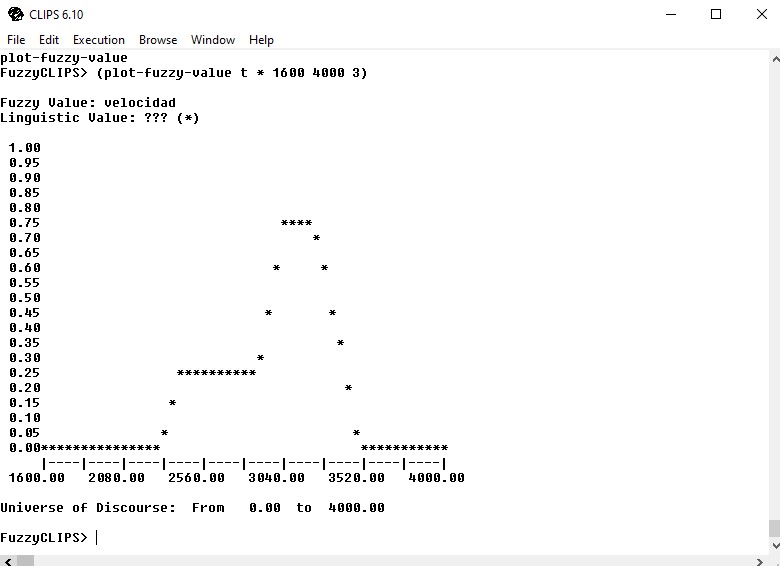 CLIPS 6.10
File Edit Execution Browse Window Help
plot-fuzzy-value
FuzzyCLIPS> (plot-fuzzy-value t * 1600 4000 3)
Fuzzy Value: velocidad
Linguistic Value: ??? (*)
1.00
0.95
0.90
0.85
0.80
0.75 ****
0.70 *
0.65
0.60 * *
0.55
0.50
0.45 * *
0.40
0.35 *
0.30 *
0.25 **********
0.20 *
0.15 *
0.10
0.05 * *
0.00*************** ***********
|----|----|----|----|----|----|----|----|----|----|
1600.00 2080.00 2560.00 3040.00 3520.00 4000.00
Universe of Discourse: From 0.00 to 4000.00
FuzzyCLIPS>